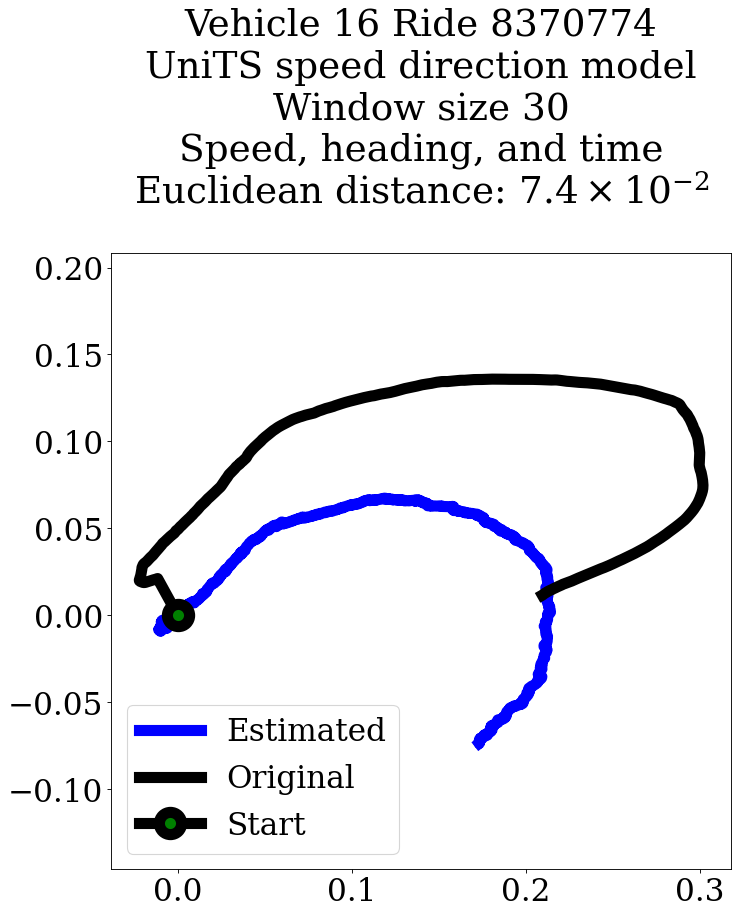 Vehicle 16 Ride 8370774
UniTS speed direction model
Window size 30
Speed, heading, and time
Euclidean distance: 7.4 × 10⁻²
0.20
0.15
0.10
0.05
0.00
−0.05
−0.10
Estimated
Original
Start
0.0 0.1 0.2 0.3